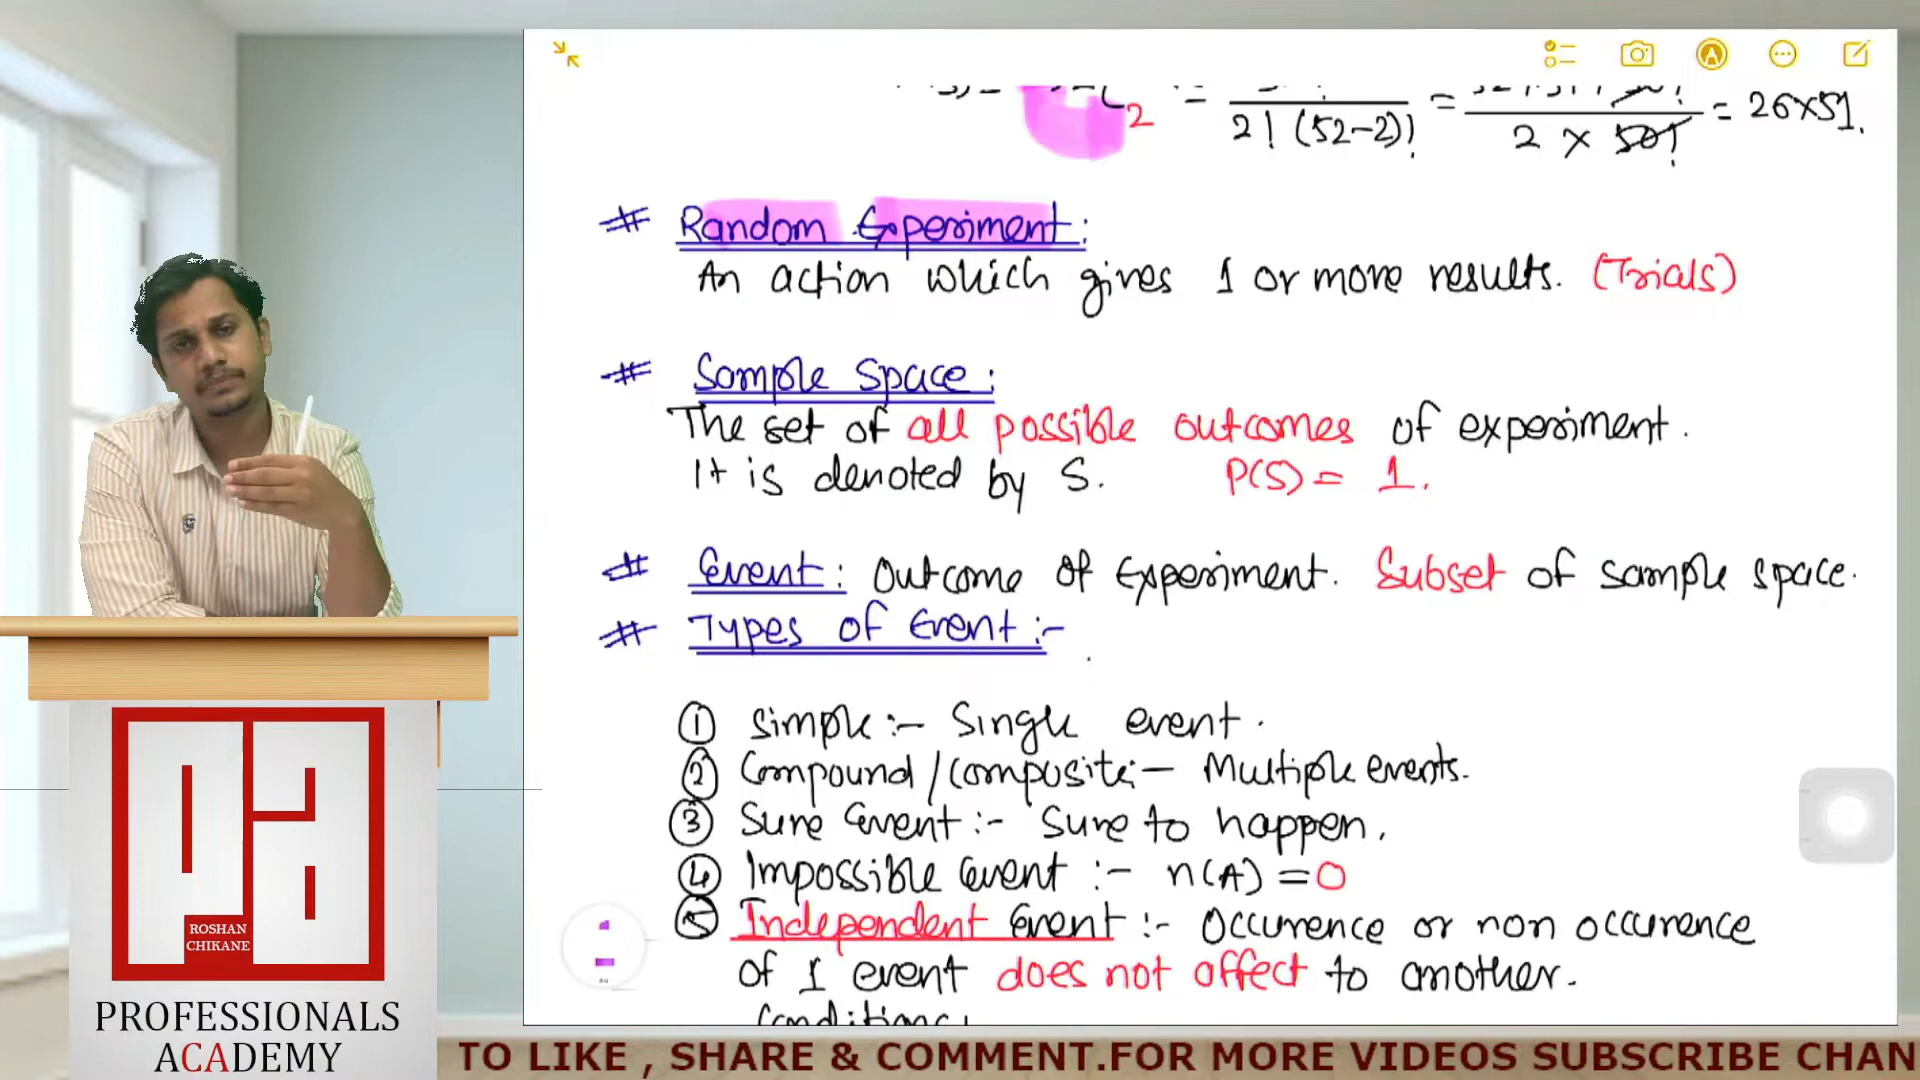 2 = 2! (52-2)! = 2 x 50! = 26x51.
# Random Experiment:
An action which gives 1 or more results. (Trials)
# Sample Space:
The set of all possible outcomes of experiment.
It is denoted by S. P(S) = 1.
# Event: Outcome of Experiment. Subset of sample space.
# Types of Event:-
① Simple:- Single event.
② Compound/composite:- Multiple events.
③ Sure Event:- Sure to happen.
④ Impossible Event:- n(A) = 0
⑤ Independent Event:- Occurence or non occurence
of 1 event does not affect to another.
Conditions:
ROSHAN
CHIKANE
PROFESSIONALS
ACADEMY
TO LIKE , SHARE & COMMENT.FOR MORE VIDEOS SUBSCRIBE CHAN